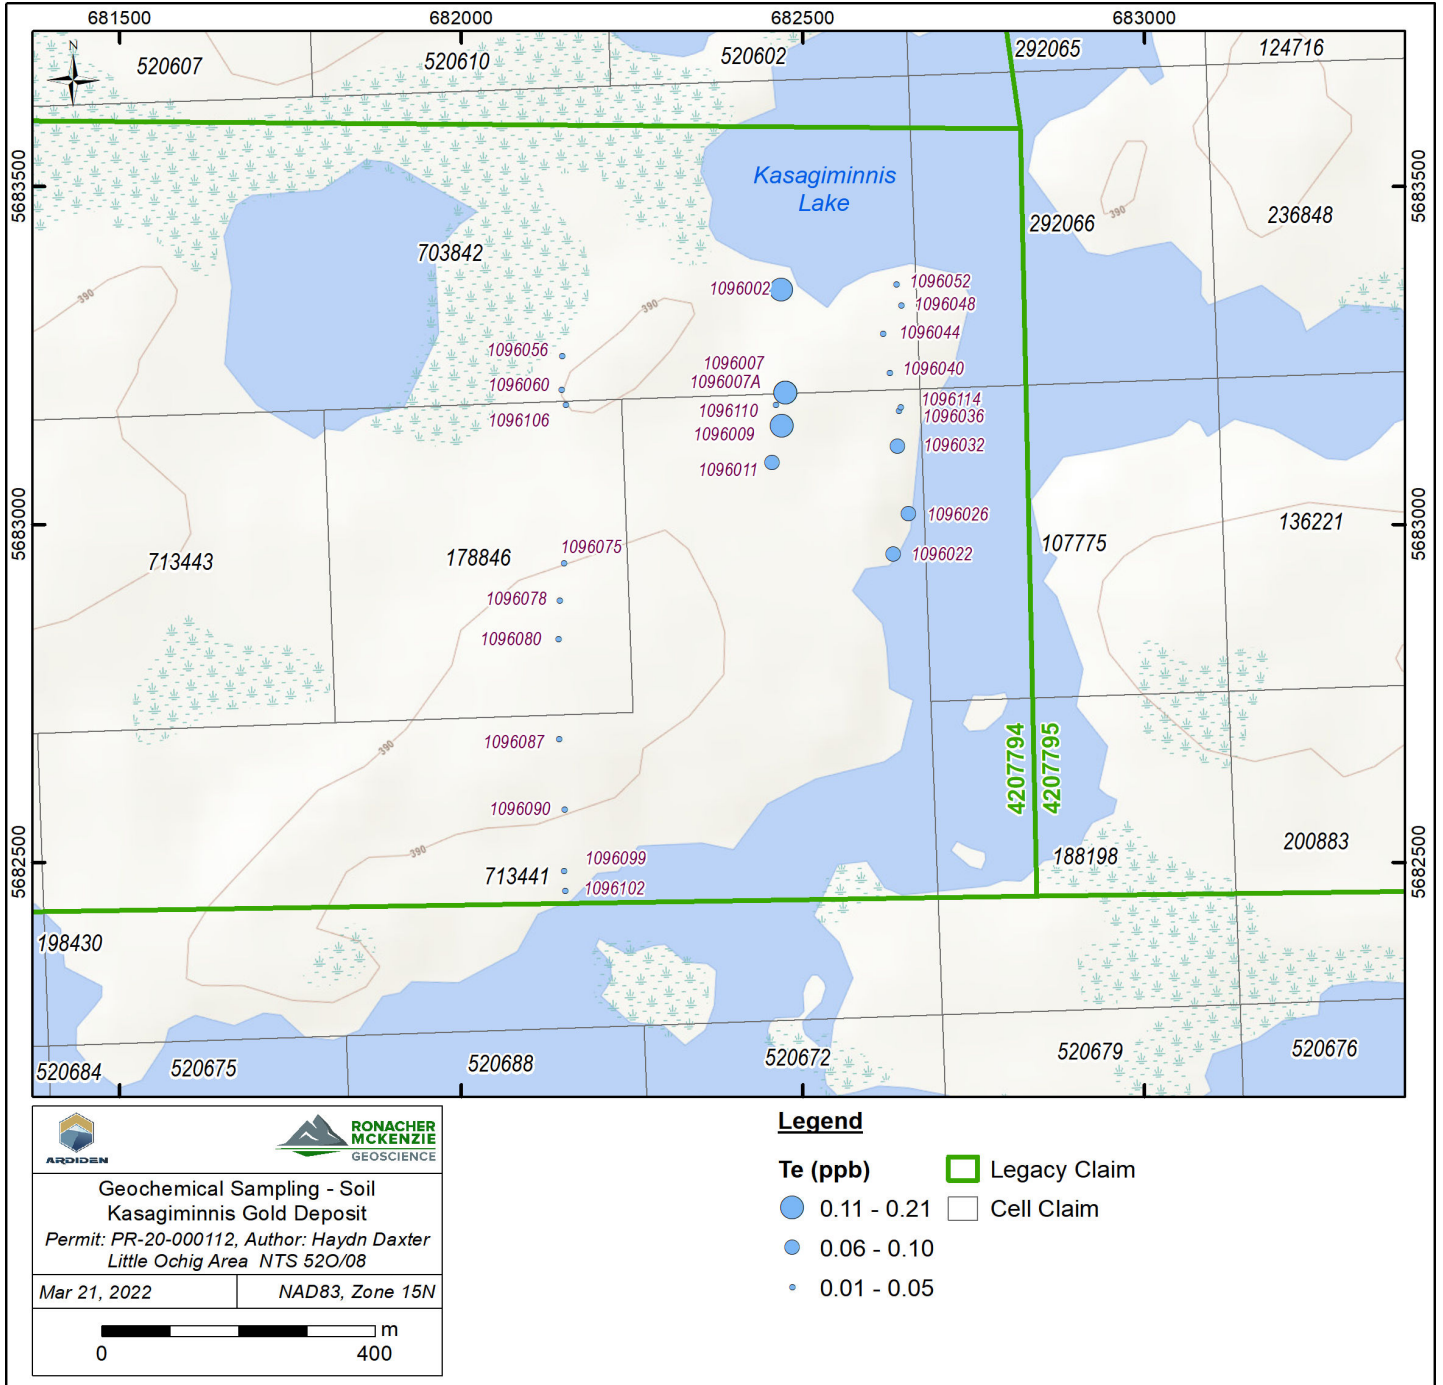 681500
682000
682500
683000
520607
520610
520602
292065
124716
N
5683500
5683500
Kasagiminnis
Lake
703842
292066
236848
390
390
390
1096002
1096052
1096048
1096044
1096056
1096007
1096040
1096060
1096007A
1096114
1096106
1096110
1096036
1096009
1096032
1096011
1096026
5683000
5683000
136221
713443
178846
1096075
1096022
107775
1096078
1096080
1096087
390
4207794
4207795
1096090
390
5682500
5682500
1096099
188198
200883
713441
1096102
198430
520684
520675
520688
520672
520679
520676
ARDIDEN
RONACHER
MCKENZIE
GEOSCIENCE
Geochemical Sampling - Soil
Kasagiminnis Gold Deposit
Permit: PR-20-000112, Author: Haydn Daxter
Little Ochig Area NTS 52O/08
Mar 21, 2022
NAD83, Zone 15N
m
0
400
Legend
Te (ppb)
Legacy Claim
0.11 - 0.21
Cell Claim
0.06 - 0.10
0.01 - 0.05